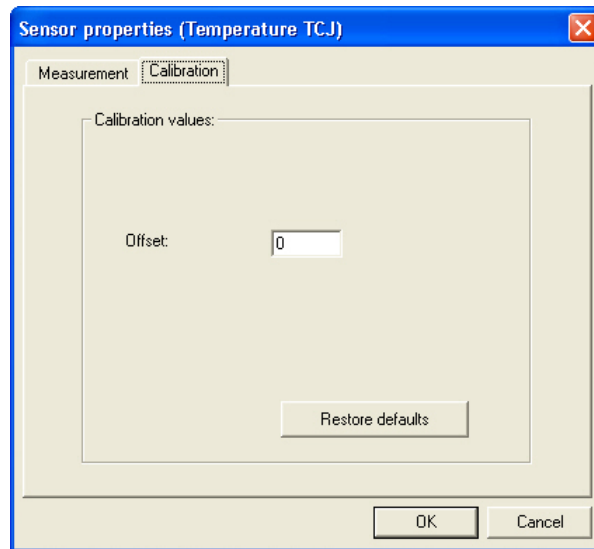 Sensor properties (Temperature TCJ)
Measurement Calibration
Calibration values:
Offset: 0
Restore defaults
OK Cancel